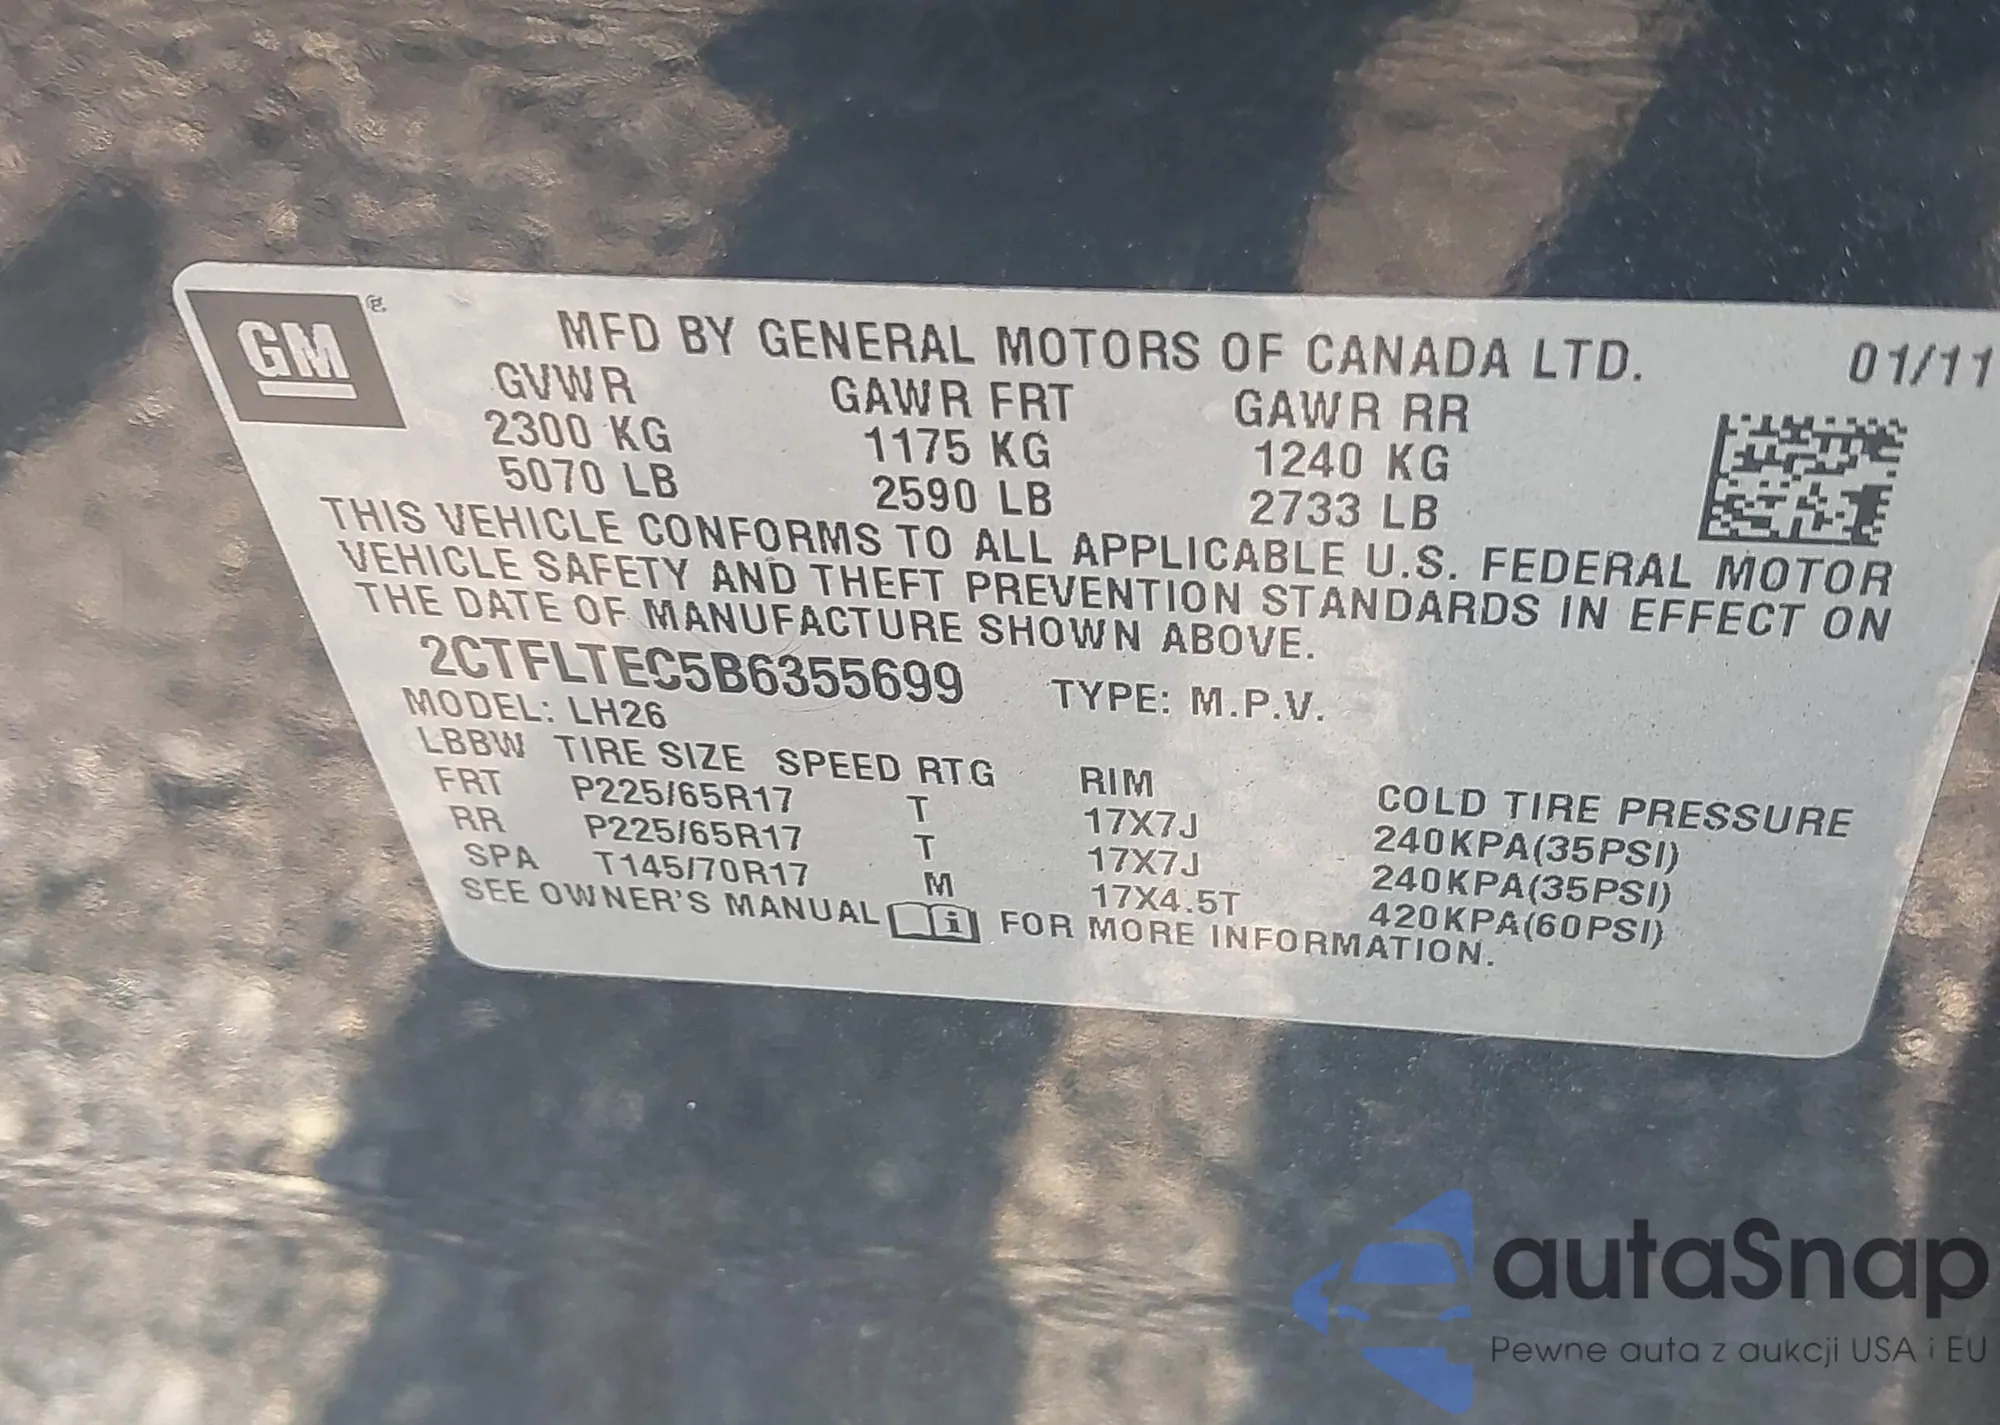 GM ®
MFD BY GENERAL MOTORS OF CANADA LTD. 01/11
GVWR GAWR FRT GAWR RR
2300 KG 1175 KG 1240 KG
5070 LB 2590 LB 2733 LB
THIS VEHICLE CONFORMS TO ALL APPLICABLE U.S. FEDERAL MOTOR
VEHICLE SAFETY AND THEFT PREVENTION STANDARDS IN EFFECT ON
THE DATE OF MANUFACTURE SHOWN ABOVE.
2CTFLTEC5B6355699 TYPE: M.P.V.
MODEL: LH26
LBBW TIRE SIZE SPEED RTG RIM COLD TIRE PRESSURE
FRT P225/65R17 T 17X7J 240KPA(35PSI)
RR P225/65R17 T 17X7J 240KPA(35PSI)
SPA T145/70R17 M 17X4.5T 420KPA(60PSI)
SEE OWNER'S MANUAL i FOR MORE INFORMATION.
autaSnap
Pewne auta z aukcji USA i EU